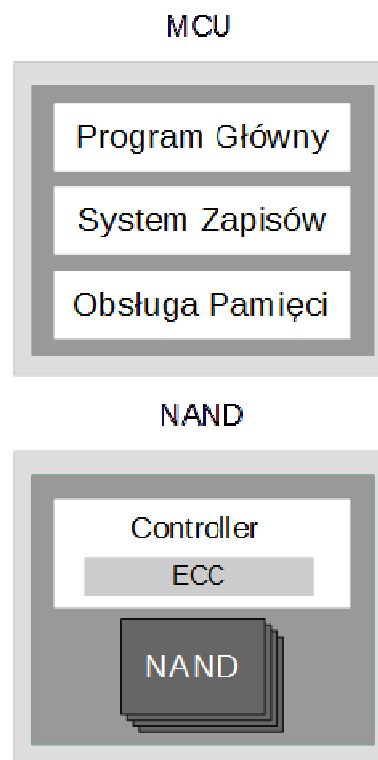 MCU
Program Główny
System Zapisów
Obsługa Pamięci
NAND
Controller
ECC
NAND